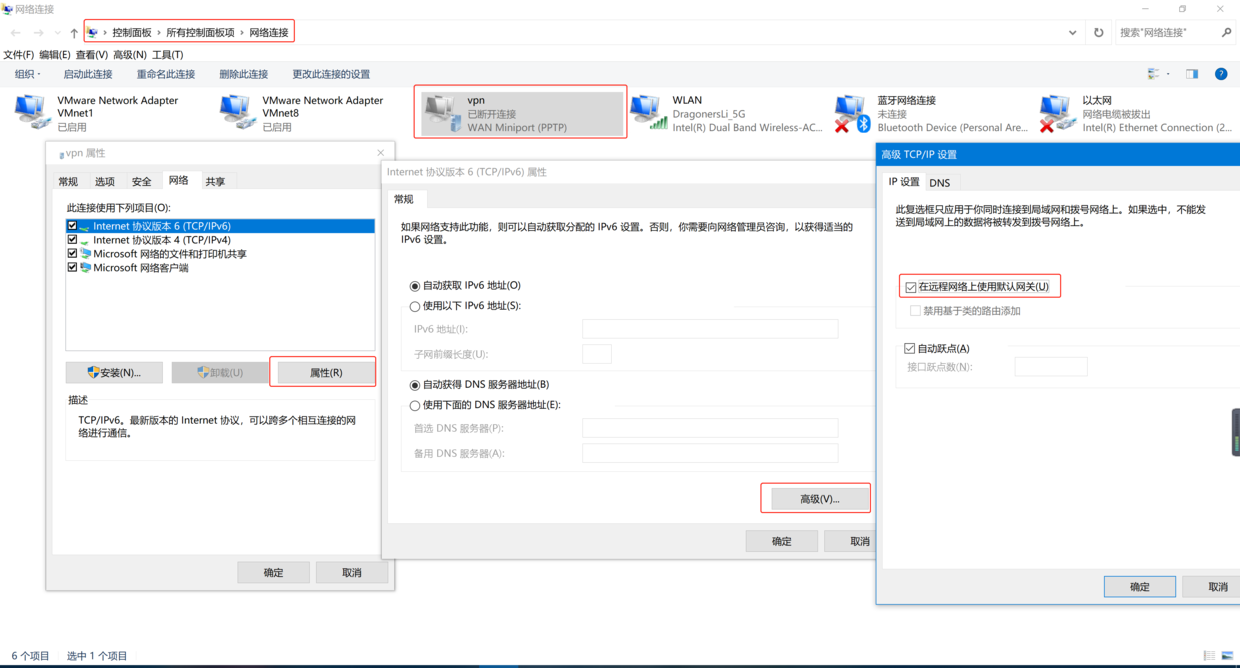 网络连接
控制面板 › 所有控制面板项 › 网络连接
搜索"网络连接"
文件(F) 编辑(E) 查看(V) 高级(N) 工具(T)
组织 启动此连接 重命名此连接 删除此连接 更改此连接的设置
VMware Network Adapter
VMnet1
已启用
VMware Network Adapter
VMnet8
已启用
vpn
已断开连接
WAN Miniport (PPTP)
WLAN
DragonersLi_5G
Intel(R) Dual Band Wireless-AC...
蓝牙网络连接
未连接
Bluetooth Device (Personal Are...
以太网
网络电缆被拔出
Intel(R) Ethernet Connection (2...
vpn 属性
常规 选项 安全 网络 共享
此连接使用下列项目(O):
Internet 协议版本 6 (TCP/IPv6)
Internet 协议版本 4 (TCP/IPv4)
Microsoft 网络的文件和打印机共享
Microsoft 网络客户端
安装(N)... 卸载(U) 属性(R)
描述
TCP/IPv6。最新版本的 Internet 协议，可以跨多个相互连接的网
络进行通信。
确定 取消
Internet 协议版本 6 (TCP/IPv6) 属性
常规
如果网络支持此功能，则可以自动获取分配的 IPv6 设置。否则，你需要向网络管理员咨询，以获得适当的
IPv6 设置。
自动获取 IPv6 地址(O)
使用以下 IPv6 地址(S):
IPv6 地址(I):
子网前缀长度(U):
自动获得 DNS 服务器地址(B)
使用下面的 DNS 服务器地址(E):
首选 DNS 服务器(P):
备用 DNS 服务器(A):
高级(V)...
确定 取消
高级 TCP/IP 设置
IP 设置 DNS
此复选框只应用于你同时连接到局域网和拨号网络上。如果选中，不能发
送到局域网上的数据将被转发到拨号网络上。
在远程网络上使用默认网关(U)
禁用基于类的路由添加
自动跃点(A)
接口跃点数(N):
确定 取消
6 个项目 选中 1 个项目